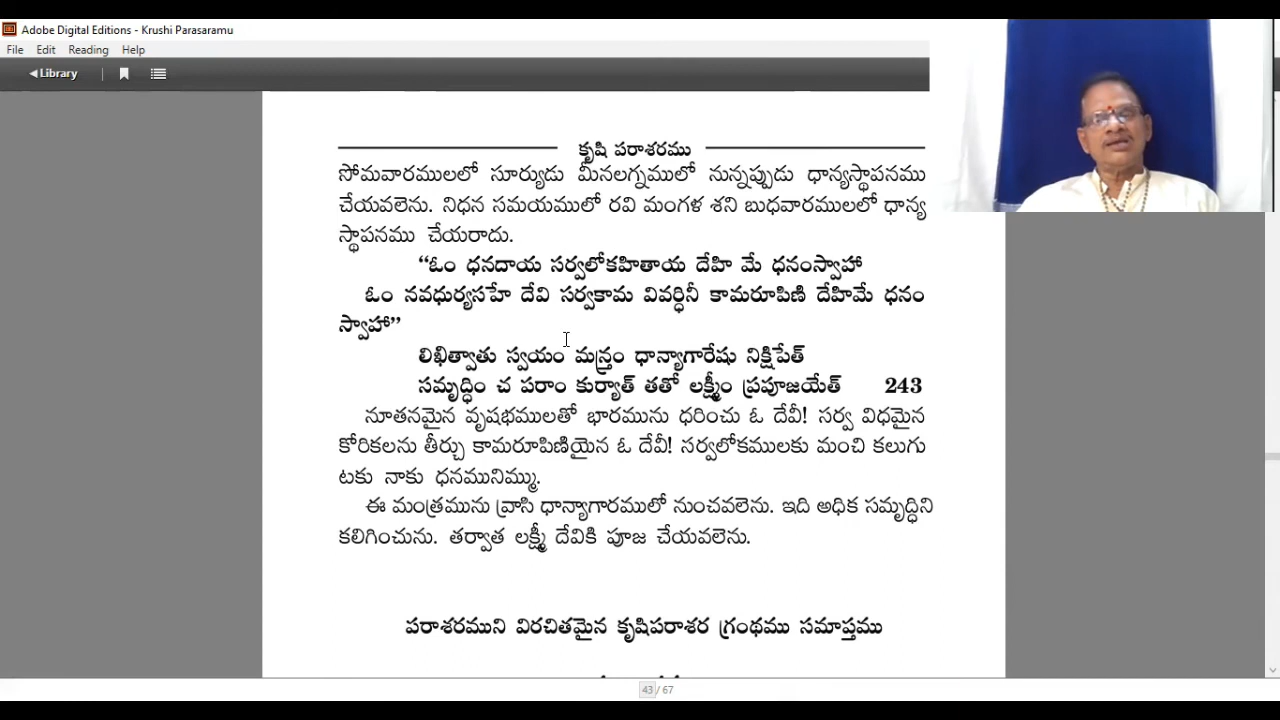 Adobe Digital Editions - Krushi Parasaramu
File Edit Reading Help
◀Library
కృషి పరాశరము
సోమవారములలో సూర్యుడు మీనలగ్నములో నున్నప్పుడు ధాన్యస్థాపనము
చేయవలెను. నిధన సమయములో రవి మంగళ శని బుధవారములలో ధాన్య
స్థాపనము చేయరాదు.
“ఓం ధనదాయ సర్వలోకహితాయ దేహి మే ధనంస్వాహా
ఓం నవధుర్యసహే దేవి సర్వకామ వివర్ధినీ కామరూపిణి దేహిమే ధనం
స్వాహా”
లిఖిత్వాతు స్వయం మన్త్రం ధాన్యాగారేషు నిక్షిపేత్
సమృద్ధిం చ పరాం కుర్యాత్ తతో లక్ష్మీం ప్రపూజయేత్ 243
నూతనమైన వృషభములతో భారమును ధరించు ఓ దేవీ! సర్వ విధమైన
కోరికలను తీర్చు కామరూపిణియైన ఓ దేవీ! సర్వలోకములకు మంచి కలుగు
టకు నాకు ధనమునిమ్ము.
ఈ మంత్రమును వ్రాసి ధాన్యాగారములో నుంచవలెను. ఇది అధిక సమృద్ధిని
కలిగించును. తర్వాత లక్ష్మీ దేవికి పూజ చేయవలెను.
పరాశరముని విరచితమైన కృషిపరాశర గ్రంథము సమాప్తము
43 / 67